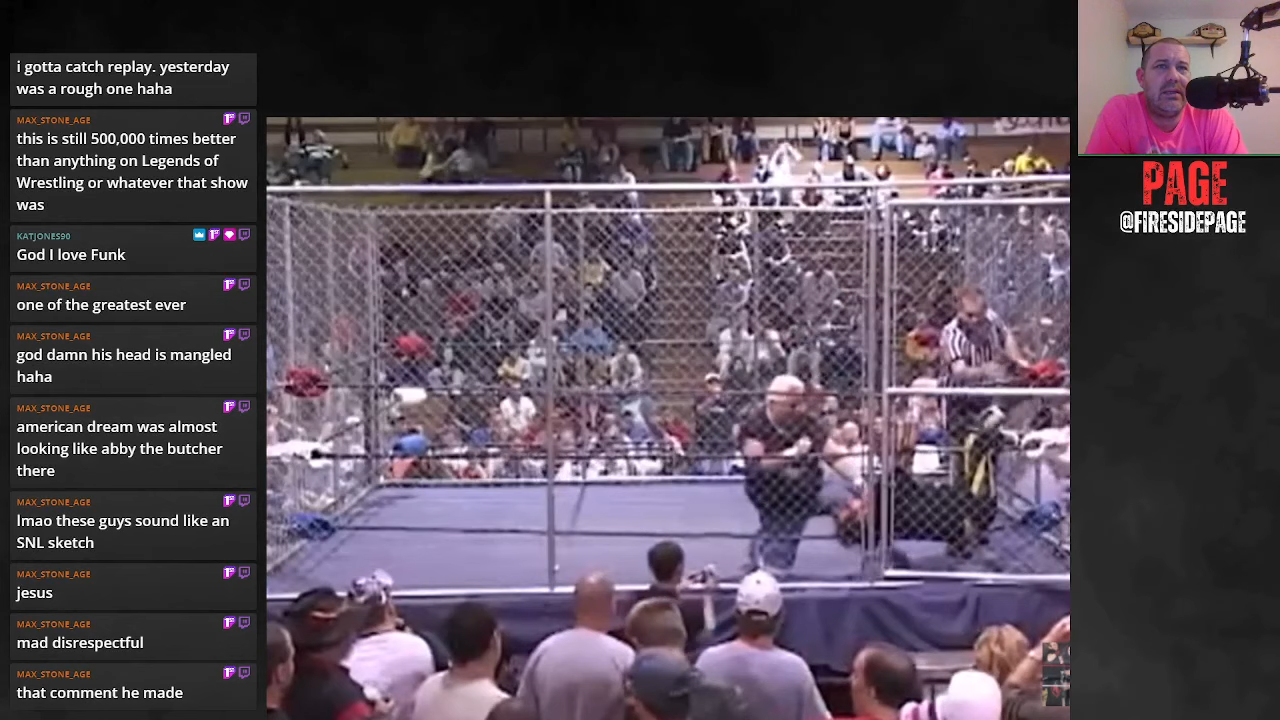 i gotta catch replay. yesterday
was a rough one haha
MAX_STONE_AGE
this is still 500,000 times better
than anything on Legends of
Wrestling or whatever that show
was
KATJONES90
God I love Funk
MAX_STONE_AGE
one of the greatest ever
MAX_STONE_AGE
god damn his head is mangled
haha
MAX_STONE_AGE
american dream was almost
looking like abby the butcher
there
MAX_STONE_AGE
lmao these guys sound like an
SNL sketch
MAX_STONE_AGE
jesus
MAX_STONE_AGE
mad disrespectful
MAX_STONE_AGE
that comment he made
PAGE
@FIRESIDEPAGE